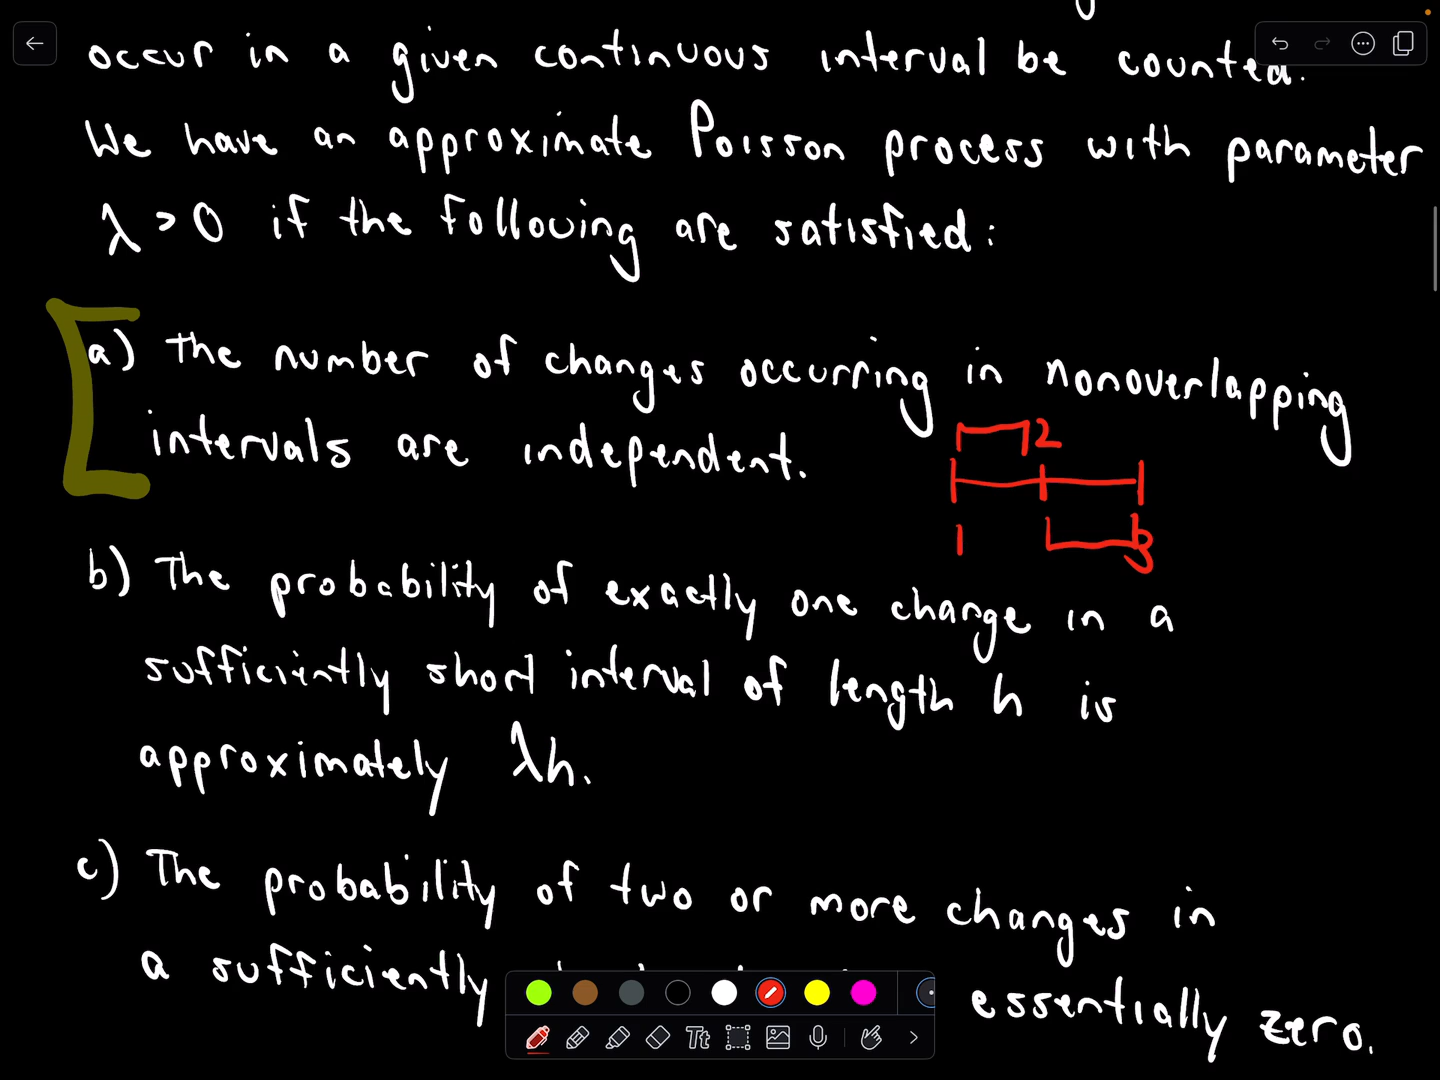 occur in a given continuous interval be counted.
We have an approximate Poisson process with parameter
λ > 0 if the following are satisfied:
a) The number of changes occurring in nonoverlapping
intervals are independent.
2
1
3
b) The probability of exactly one change in a
sufficiently short interval of length h is
approximately λh.
c) The probability of two or more changes in
a sufficiently essentially zero.
Tt